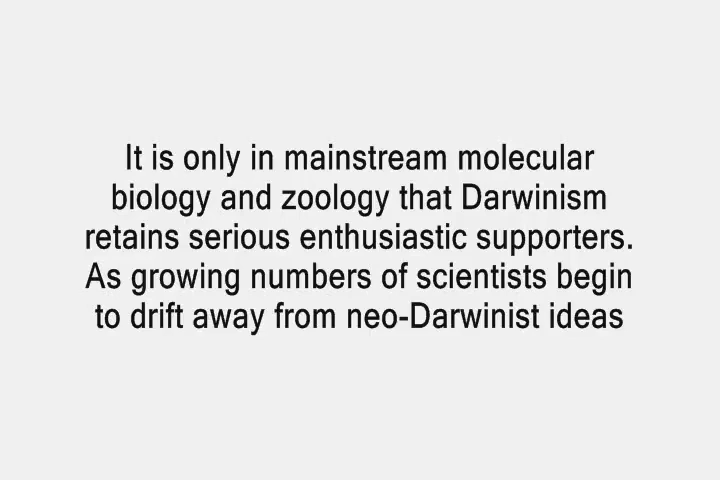 It is only in mainstream molecular
biology and zoology that Darwinism
retains serious enthusiastic supporters.
As growing numbers of scientists begin
to drift away from neo-Darwinist ideas